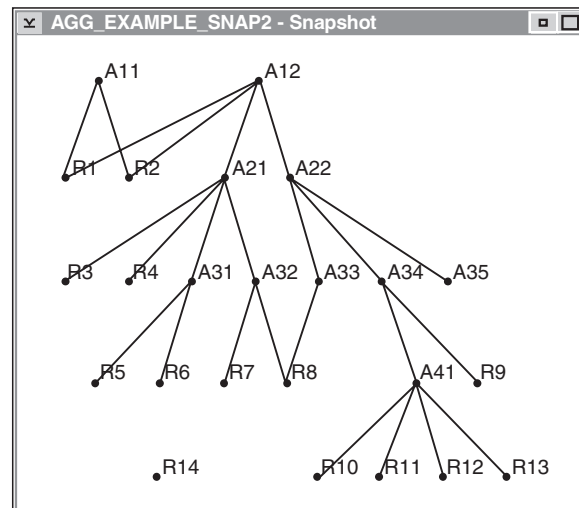 AGG_EXAMPLE_SNAP2 - Snapshot
A11 A12
R1 R2 A21 A22
R3 R4 A31 A32 A33 A34 A35
R5 R6 R7 R8 A41 R9
R14 R10 R11 R12 R13